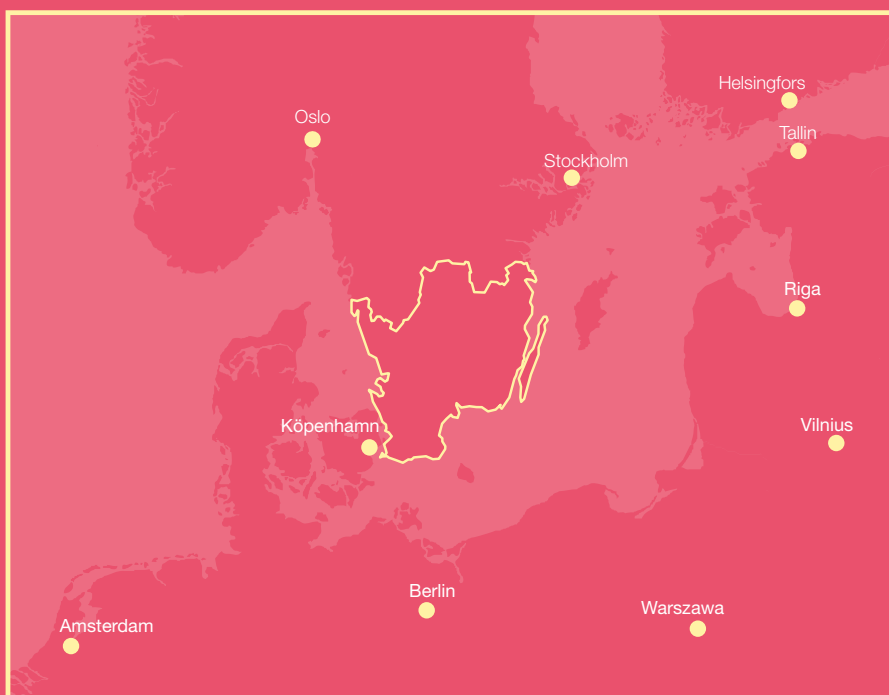 Helsingfors
Oslo
Tallin
Stockholm
Riga
Köpenhamn
Vilnius
Berlin
Warszawa
Amsterdam